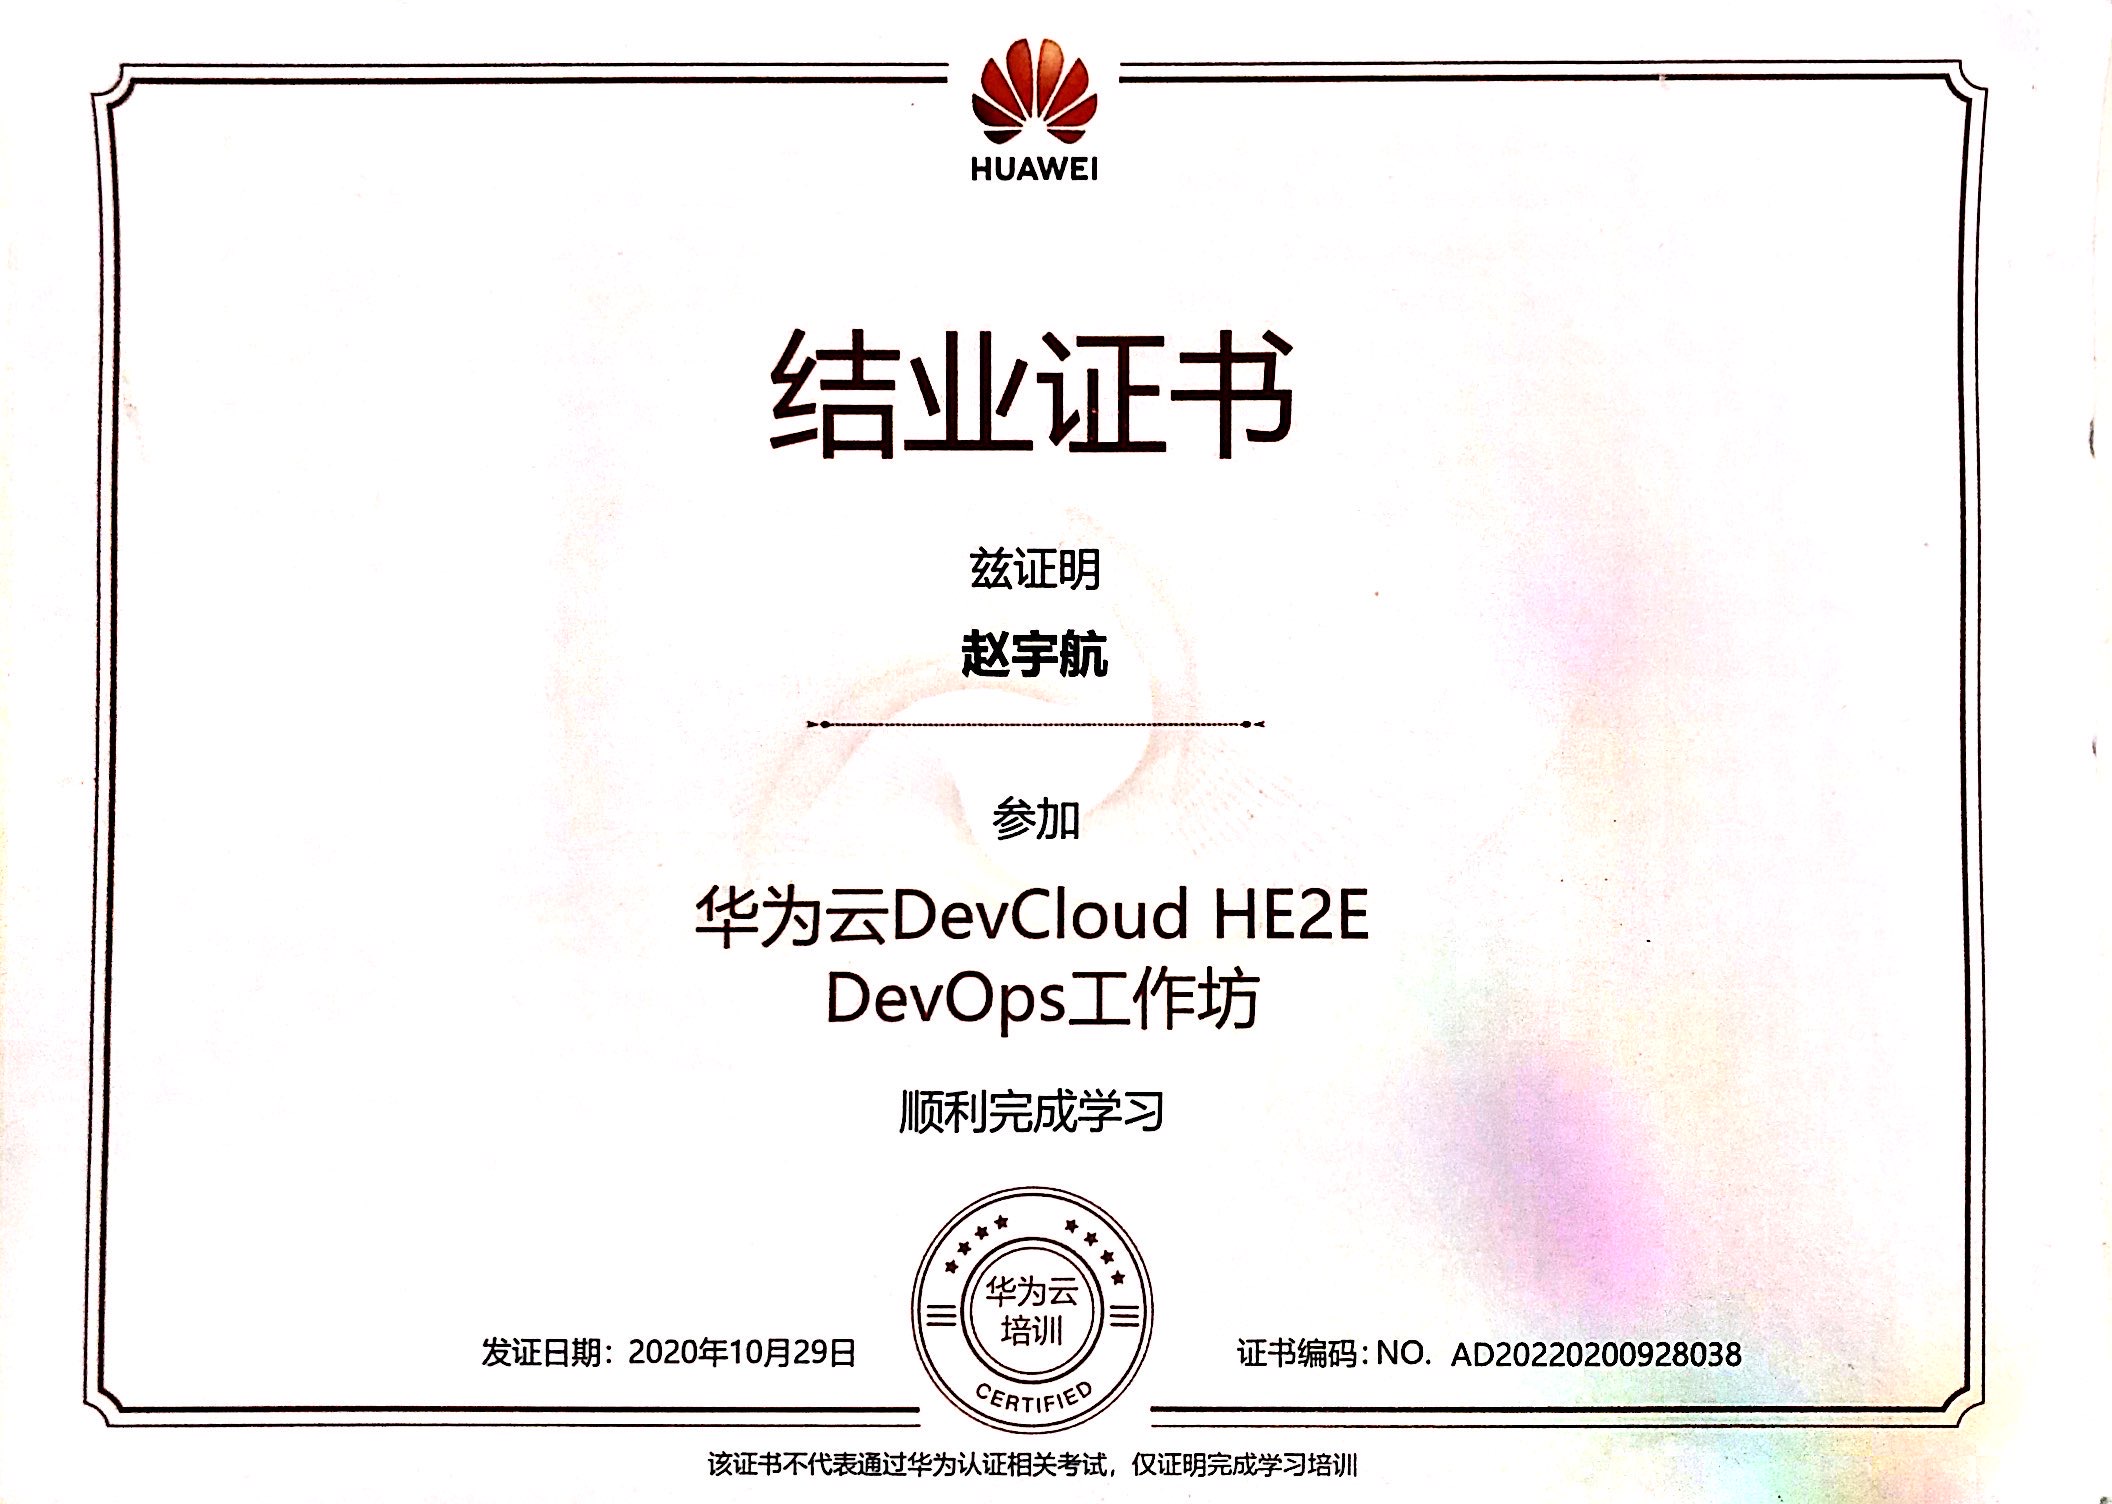 HUAWEI
结业证书
兹证明
赵宇航
参加
华为云DevCloud HE2E
DevOps工作坊
顺利完成学习
华为云
培训
CERTIFIED
发证日期：2020年10月29日
证书编码：NO. AD20220200928038
该证书不代表通过华为认证相关考试，仅证明完成学习培训